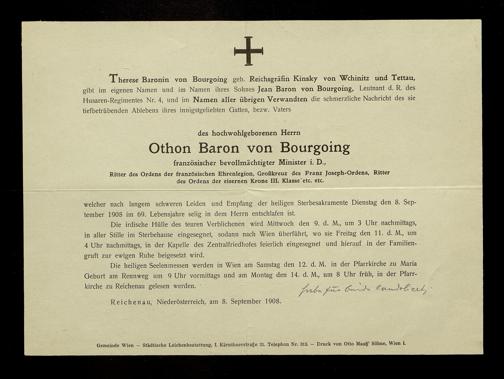 Therese Baronin von Bourgoing geb. Reichsgräfin Kinsky von Wchinitz und Tettau,
gibt im eigenen Namen und im Namen ihres Sohnes Jean Baron von Bourgoing, Leutnant d. R. des
Husaren-Regimentes Nr. 4, und im Namen aller übrigen Verwandten die schmerzliche Nachricht des sie
tiefbetrübenden Ablebens ihres innigstgeliebten Gatten, bezw. Vaters
des hochwohlgeborenen Herrn
Othon Baron von Bourgoing
französischer bevollmächtigter Minister i. D.,
Ritter des Ordens der französischen Ehrenlegion, Großkreuz des Franz Joseph-Ordens, Ritter
des Ordens der eisernen Krone III. Klasse etc. etc.
welcher nach langem schweren Leiden und Empfang der heiligen Sterbesakramente Dienstag den 8. Sep-
tember 1908 im 69. Lebensjahre selig in dem Herrn entschlafen ist.
Die irdische Hülle des teuren Verblichenen wird Mittwoch den 9. d. M., um 3 Uhr nachmittags,
in aller Stille im Sterbehause eingesegnet, sodann nach Wien überführt, wo sie Freitag den 11. d. M., um
4 Uhr nachmittags, in der Kapelle des Zentralfriedhofes feierlich eingesegnet und hierauf in der Familien-
gruft zur ewigen Ruhe beigesetzt wird.
Die heiligen Seelenmessen werden in Wien am Samstag den 12. d. M. in der Pfarrkirche zu Maria
Geburt am Rennweg um 9 Uhr vormittags und am Montag den 14. d. M., um 8 Uhr früh, in der Pfarr-
kirche zu Reichenau gelesen werden.
Reichenau, Niederösterreich, am 8. September 1908.
Gemeinde Wien — Städtische Leichenbestattung, I. Kärnthnerstraße 21. Telephon Nr. 313. — Druck von Otto Maaß' Söhne, Wien I.